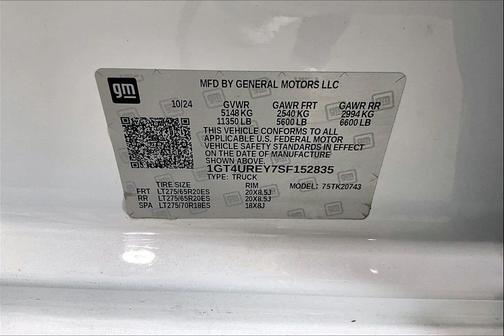 gm
MFD BY GENERAL MOTORS LLC
10/24 GVWR GAWR FRT GAWR RR
5148 KG 2540 KG 2994 KG
11350 LB 5600 LB 6600 LB
THIS VEHICLE CONFORMS TO ALL
APPLICABLE U.S. FEDERAL MOTOR
VEHICLE SAFETY STANDARDS IN EFFECT
ON THE DATE OF MANUFACTURE SHOWN ABOVE.
1GT4UREY7SF152835
TYPE: TRUCK
TIRE SIZE RIM MODEL: 75TK20743
FRT LT275/65R20ES 20X8.5J
RR LT275/65R20ES 20X8.5J
SPA LT275/70R18ES 18X8J